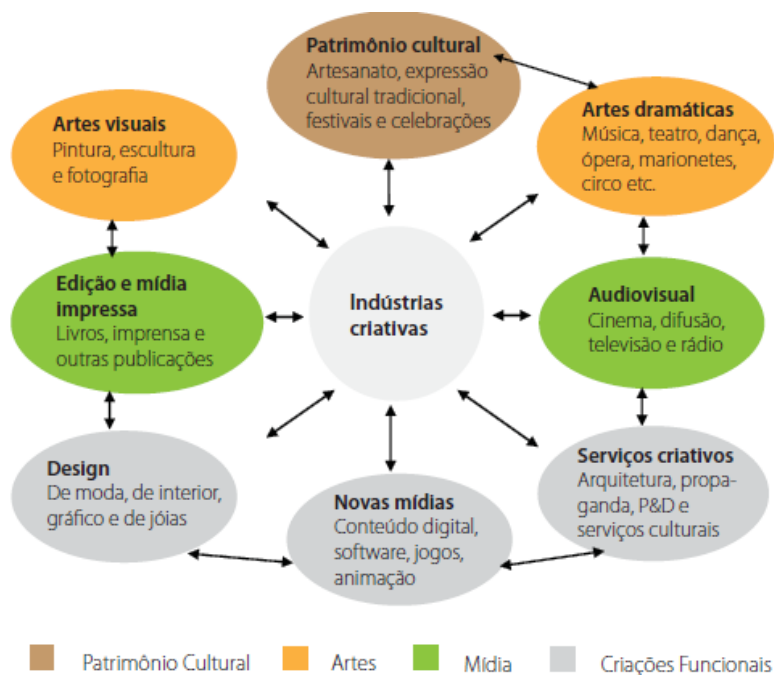 Patrimônio cultural
Artesanato, expressão
cultural tradicional,
festivais e celebrações
Artes visuais
Pintura, escultura
e fotografia
Artes dramáticas
Música, teatro, dança,
ópera, marionetes,
circo etc.
Edição e mídia
impressa
Livros, imprensa e
outras publicações
Indústrias
criativas
Audiovisual
Cinema, difusão,
televisão e rádio
Design
De moda, de interior,
gráfico e de jóias
Novas mídias
Conteúdo digital,
software, jogos,
animação
Serviços criativos
Arquitetura, propa-
ganda, P&D e
serviços culturais
Patrimônio Cultural
Artes
Mídia
Criações Funcionais